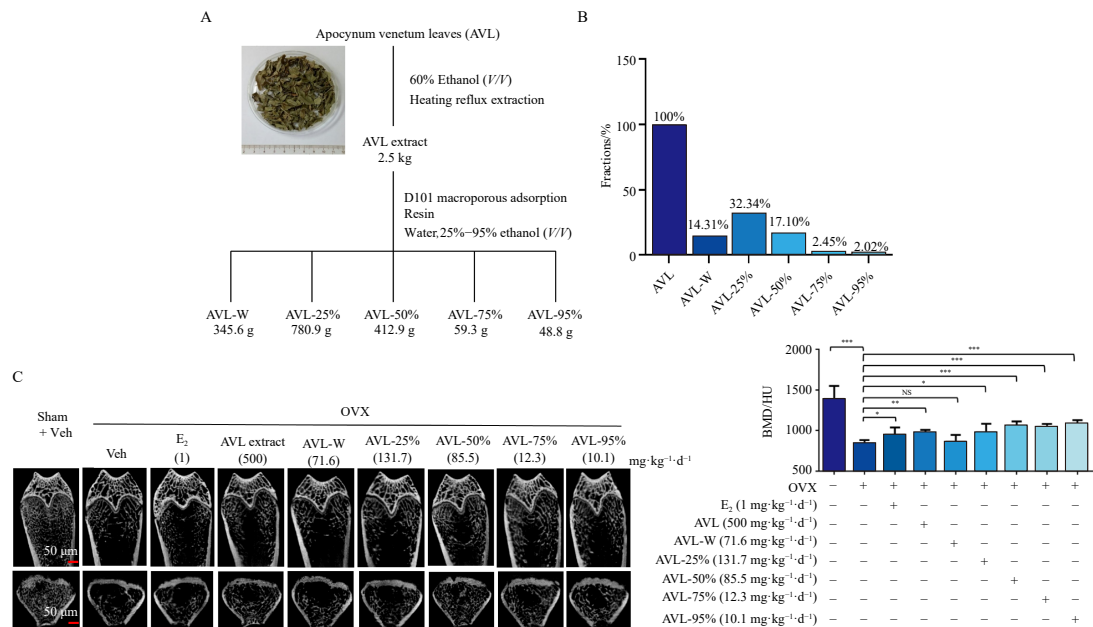 A
Apocynum venetum leaves (AVL)
60% Ethanol (V/V)
Heating reflux extraction
AVL extract
2.5 kg
D101 macroporous adsorption
Resin
Water,25%−95% ethanol (V/V)
AVL-W AVL-25% AVL-50% AVL-75% AVL-95%
345.6 g 780.9 g 412.9 g 59.3 g 48.8 g
B
Fractions/%
150
100
50
0
100%
14.31%
32.34%
17.10%
2.45%
2.02%
AVL
AVL-W
AVL-25%
AVL-50%
AVL-75%
AVL-95%
C
Sham
+ Veh
OVX
Veh
E₂
(1)
AVL extract
(500)
AVL-W
(71.6)
AVL-25%
(131.7)
AVL-50%
(85.5)
AVL-75%
(12.3)
AVL-95%
(10.1)
mg·kg⁻¹·d⁻¹
50 μm
50 μm
BMD/HU
2000
1500
1000
500
***
***
***
***
*
NS
**
*
− + + + + + + + +
OVX
E₂ (1 mg·kg⁻¹·d⁻¹) − − + − − − − − −
AVL (500 mg·kg⁻¹·d⁻¹) − − − + − − − − −
AVL-W (71.6 mg·kg⁻¹·d⁻¹) − − − − + − − − −
AVL-25% (131.7 mg·kg⁻¹·d⁻¹) − − − − − + − − −
AVL-50% (85.5 mg·kg⁻¹·d⁻¹) − − − − − − + − −
AVL-75% (12.3 mg·kg⁻¹·d⁻¹) − − − − − − − + −
AVL-95% (10.1 mg·kg⁻¹·d⁻¹) − − − − − − − − +